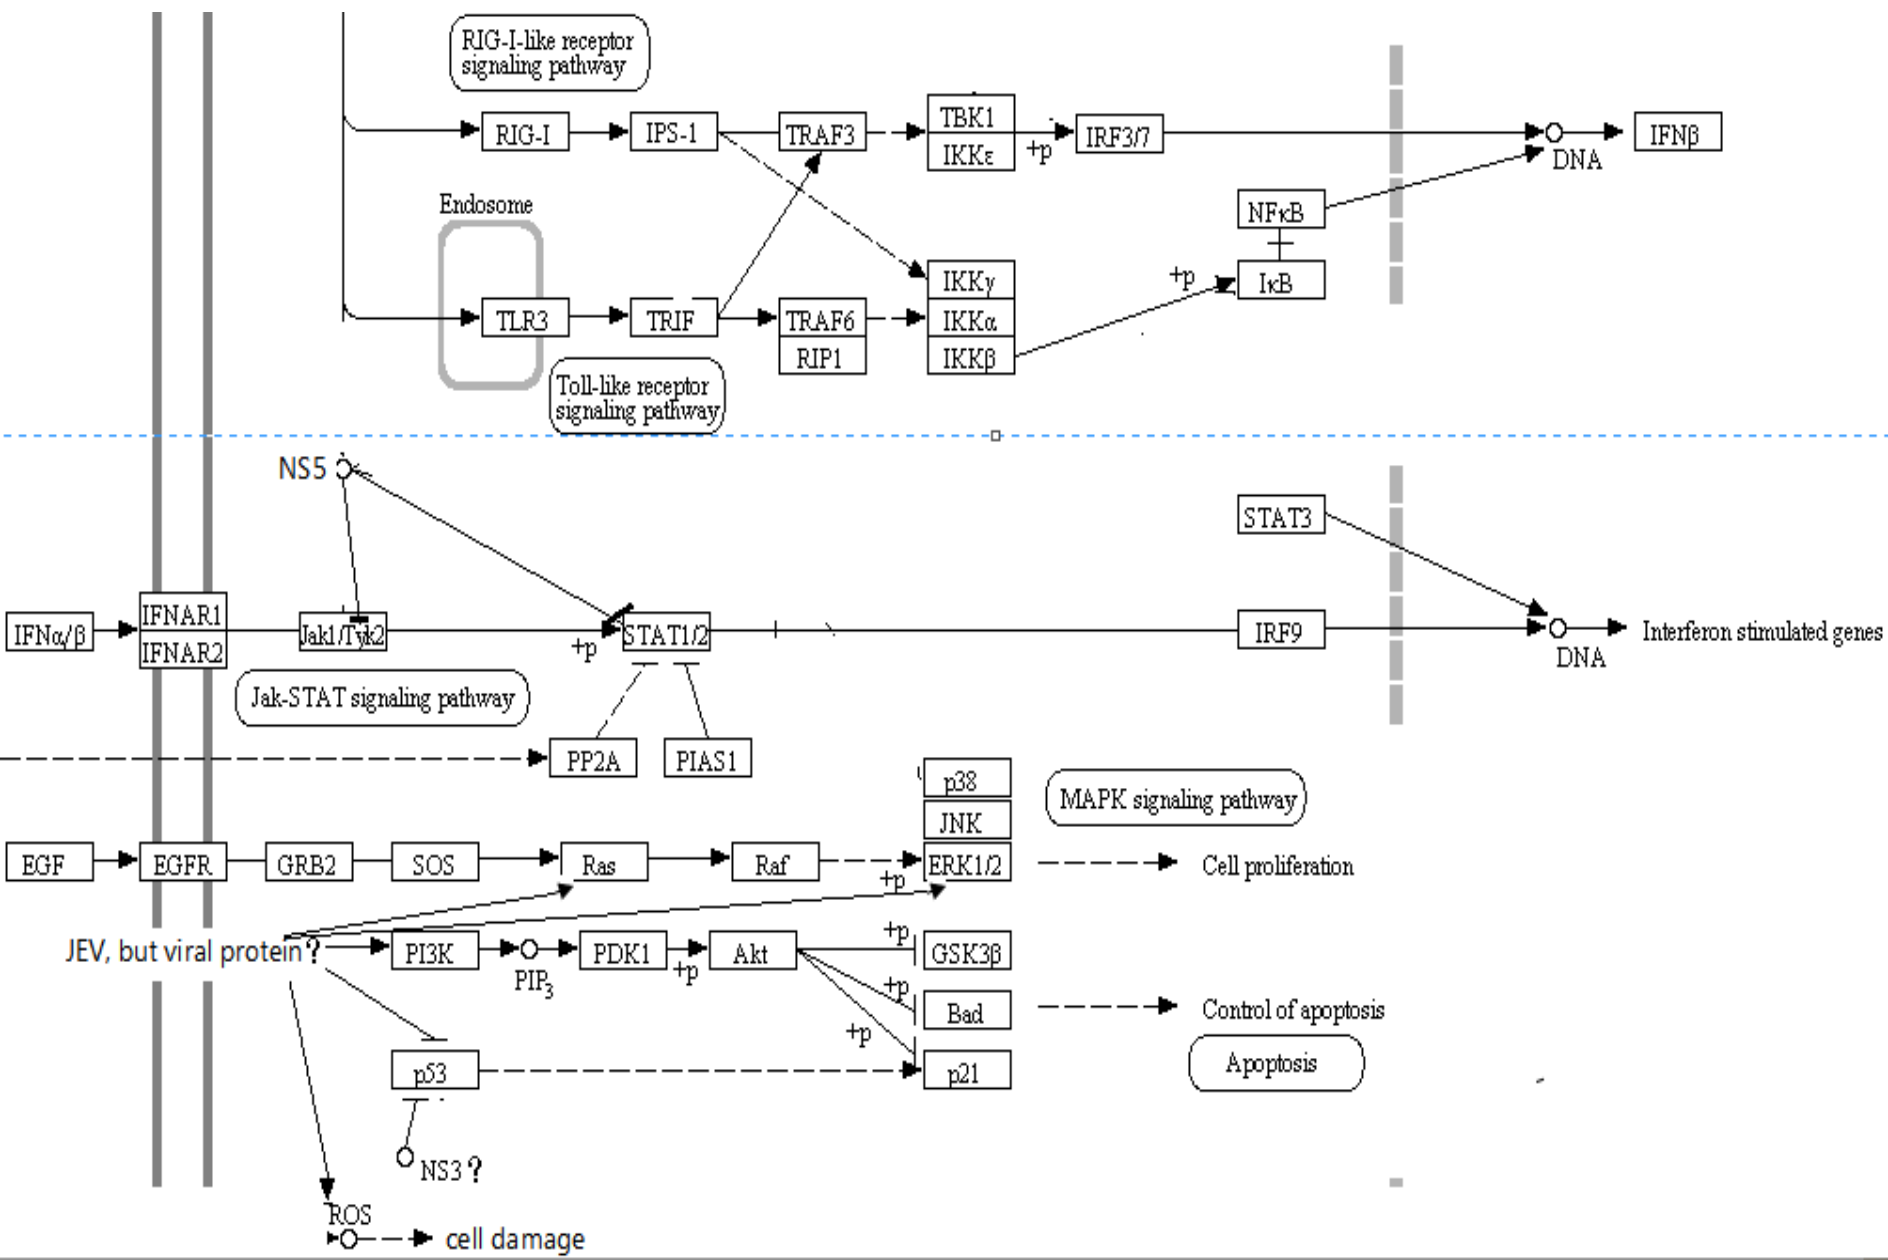 RIG-I-like receptor
signaling pathway
RIG-I
IPS-1
TRAF3
TBK1
IKKε
+p
IRF3/7
DNA
IFNβ
NFκB
Endosome
IKKγ
+p
IκB
TLR3
TRIF
TRAF6
IKKα
RIP1
IKKβ
Toll-like receptor
signaling pathway
NS5
STAT3
IFNα/β
IFNAR1
IFNAR2
Jak1/Tyk2
+p
STAT1/2
IRF9
DNA
Interferon stimulated genes
Jak-STAT signaling pathway
PP2A
PIAS1
p38
JNK
MAPK signaling pathway
EGF
EGFR
GRB2
SOS
Ras
Raf
+p
ERK1/2
Cell proliferation
JEV, but viral protein?
PI3K
PIP3
PDK1
+p
Akt
+p
GSK3β
+p
Bad
Control of apoptosis
+p
p53
p21
Apoptosis
NS3?
ROS
cell damage